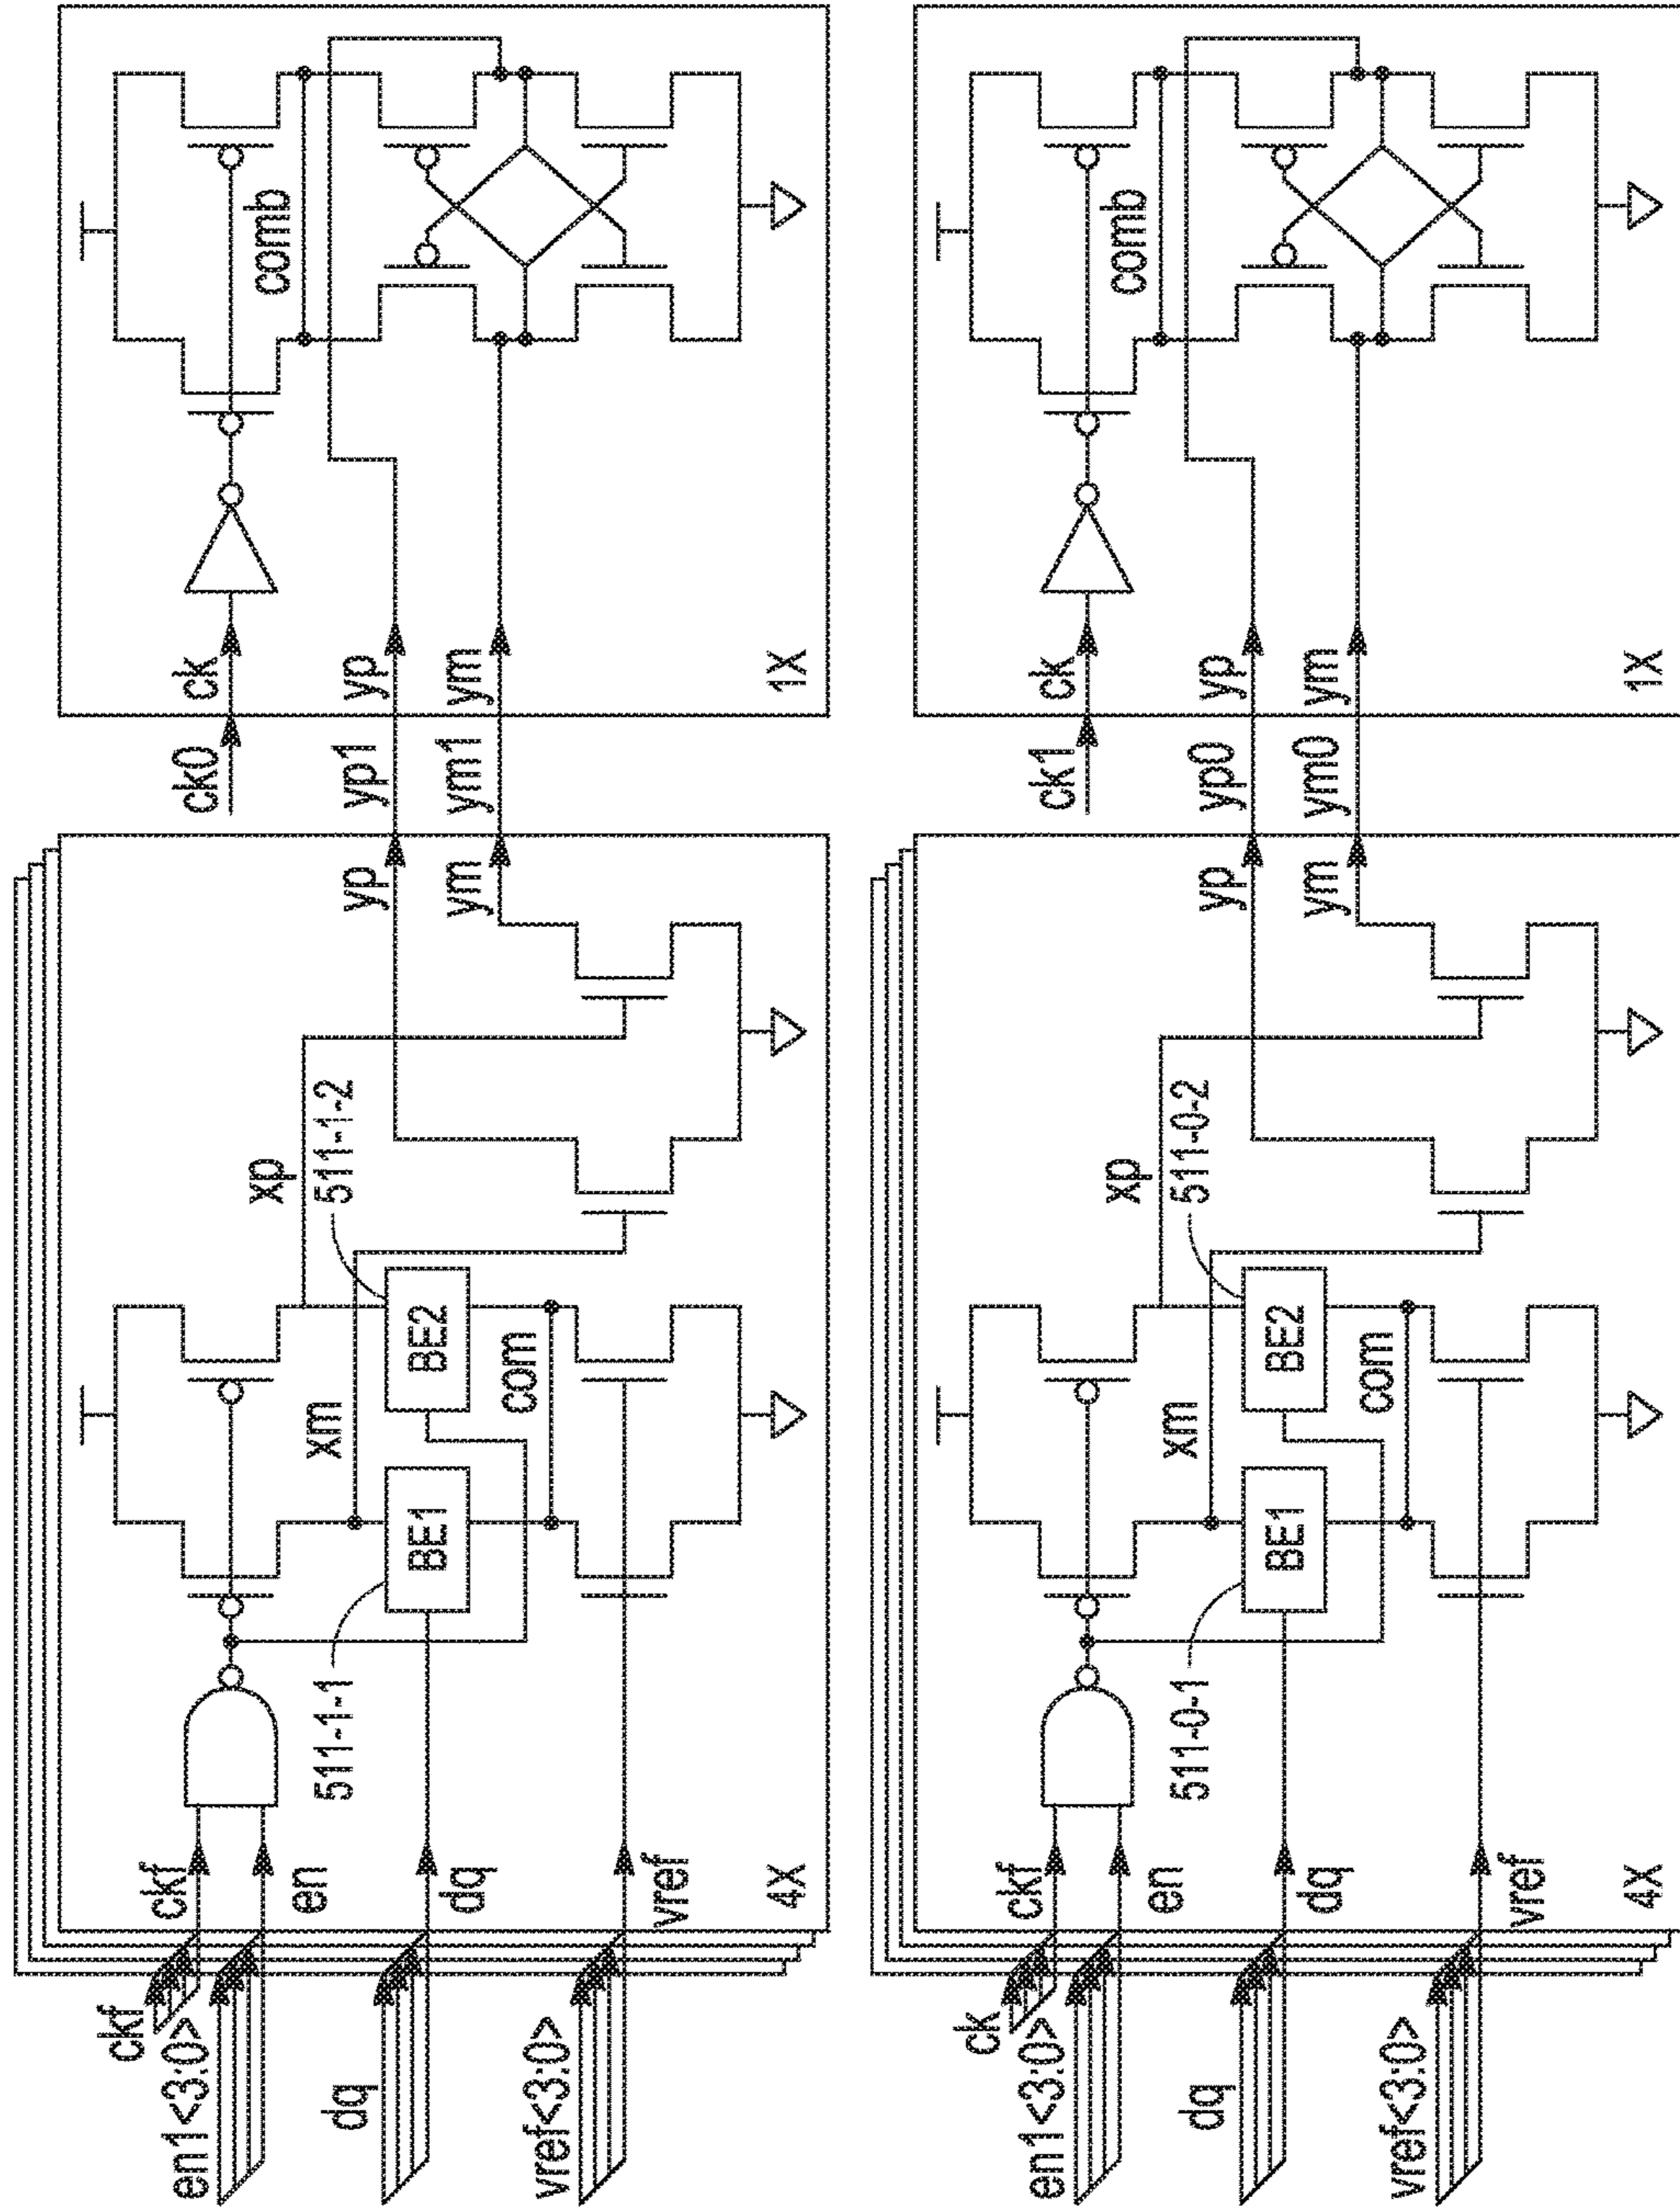 ckf
en1<3:0>
dq
vref<3:0>
ckf
en
dq
vref
4X
511-1-1
BE1
xm
BE2
com
xp
511-1-2
yp
ym
ck0
yp1
ym1
ck
yp
ym
1X
comb
ck
en1<3:0>
dq
vref<3:0>
ckf
en
dq
vref
4X
511-0-1
BE1
xm
BE2
com
xp
511-0-2
yp
ym
ck1
yp0
ym0
ck
yp
ym
1X
comb